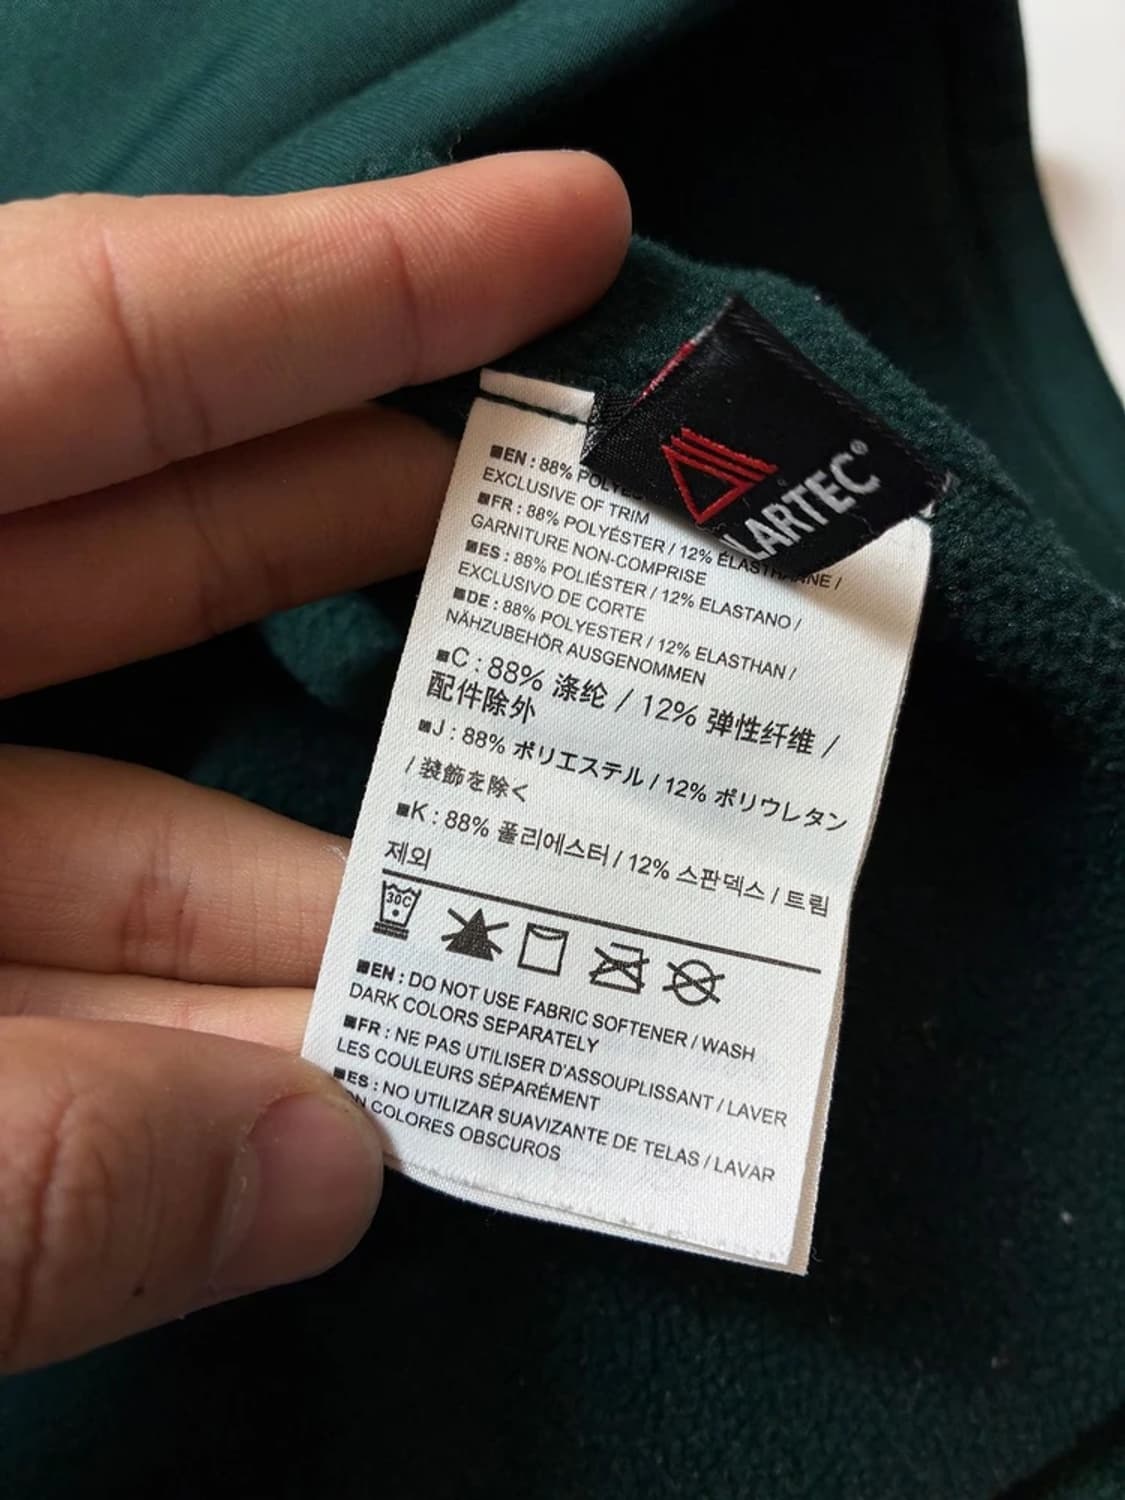 LARTEC®
■EN : 88% POLYES
EXCLUSIVE OF TRIM
■FR : 88% POLYÉSTER / 12% ÉLASTHANNE /
GARNITURE NON-COMPRISE
■ES : 88% POLIÉSTER / 12% ELASTANO /
EXCLUSIVO DE CORTE
■DE : 88% POLYESTER / 12% ELASTHAN /
NÄHZUBEHÖR AUSGENOMMEN
■C : 88% 涤纶 / 12% 弹性纤维 /
配件除外
■J : 88% ポリエステル / 12% ポリウレタン
/ 装飾を除く
■K : 88% 폴리에스터 / 12% 스판덱스 / 트림
제외
30C
■EN : DO NOT USE FABRIC SOFTENER / WASH
DARK COLORS SEPARATELY
■FR : NE PAS UTILISER D'ASSOUPLISSANT / LAVER
LES COULEURS SÉPARÉMENT
■ES : NO UTILIZAR SUAVIZANTE DE TELAS / LAVAR
ON COLORES OBSCUROS